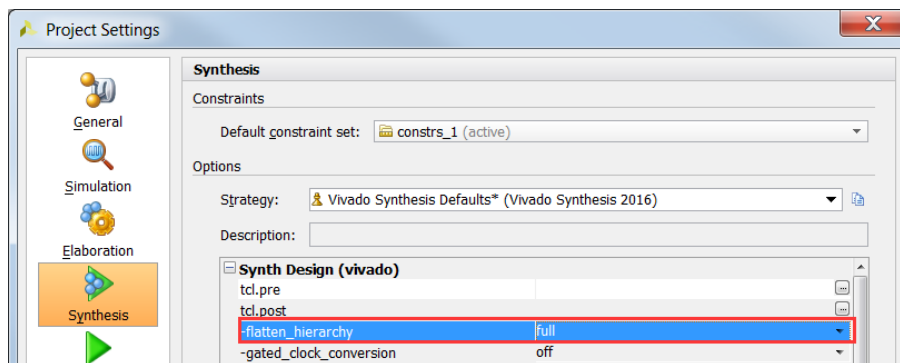 Project Settings
General
Simulation
Elaboration
Synthesis
Synthesis
Constraints
Default constraint set: constrs_1 (active)
Options
Strategy: Vivado Synthesis Defaults* (Vivado Synthesis 2016)
Description:
Synth Design (vivado)
tcl.pre
tcl.post
-flatten_hierarchy full
-gated_clock_conversion off